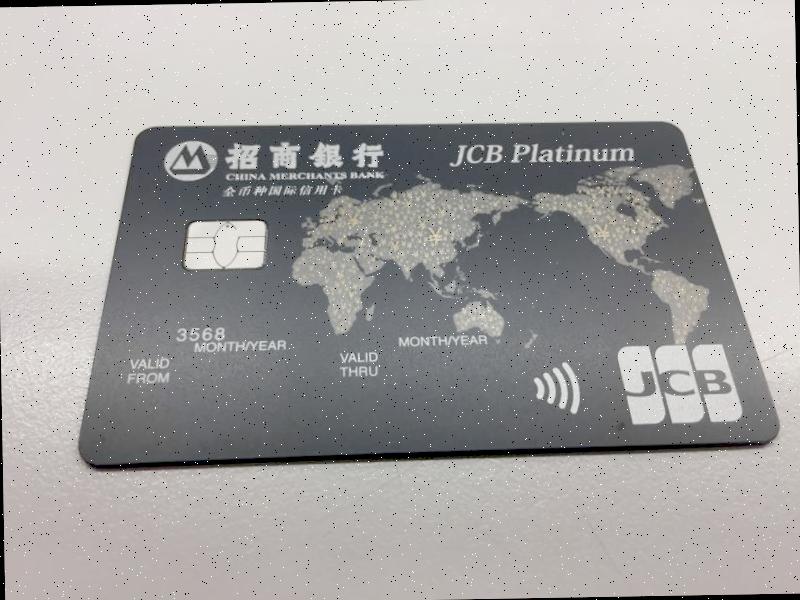 招商银行
CHINA MERCHANTS BANK
全币种国际信用卡
JCB Platinum
3568
MONTH/YEAR
VALID
FROM
MONTH/YEAR
VALID
THRU
JCB